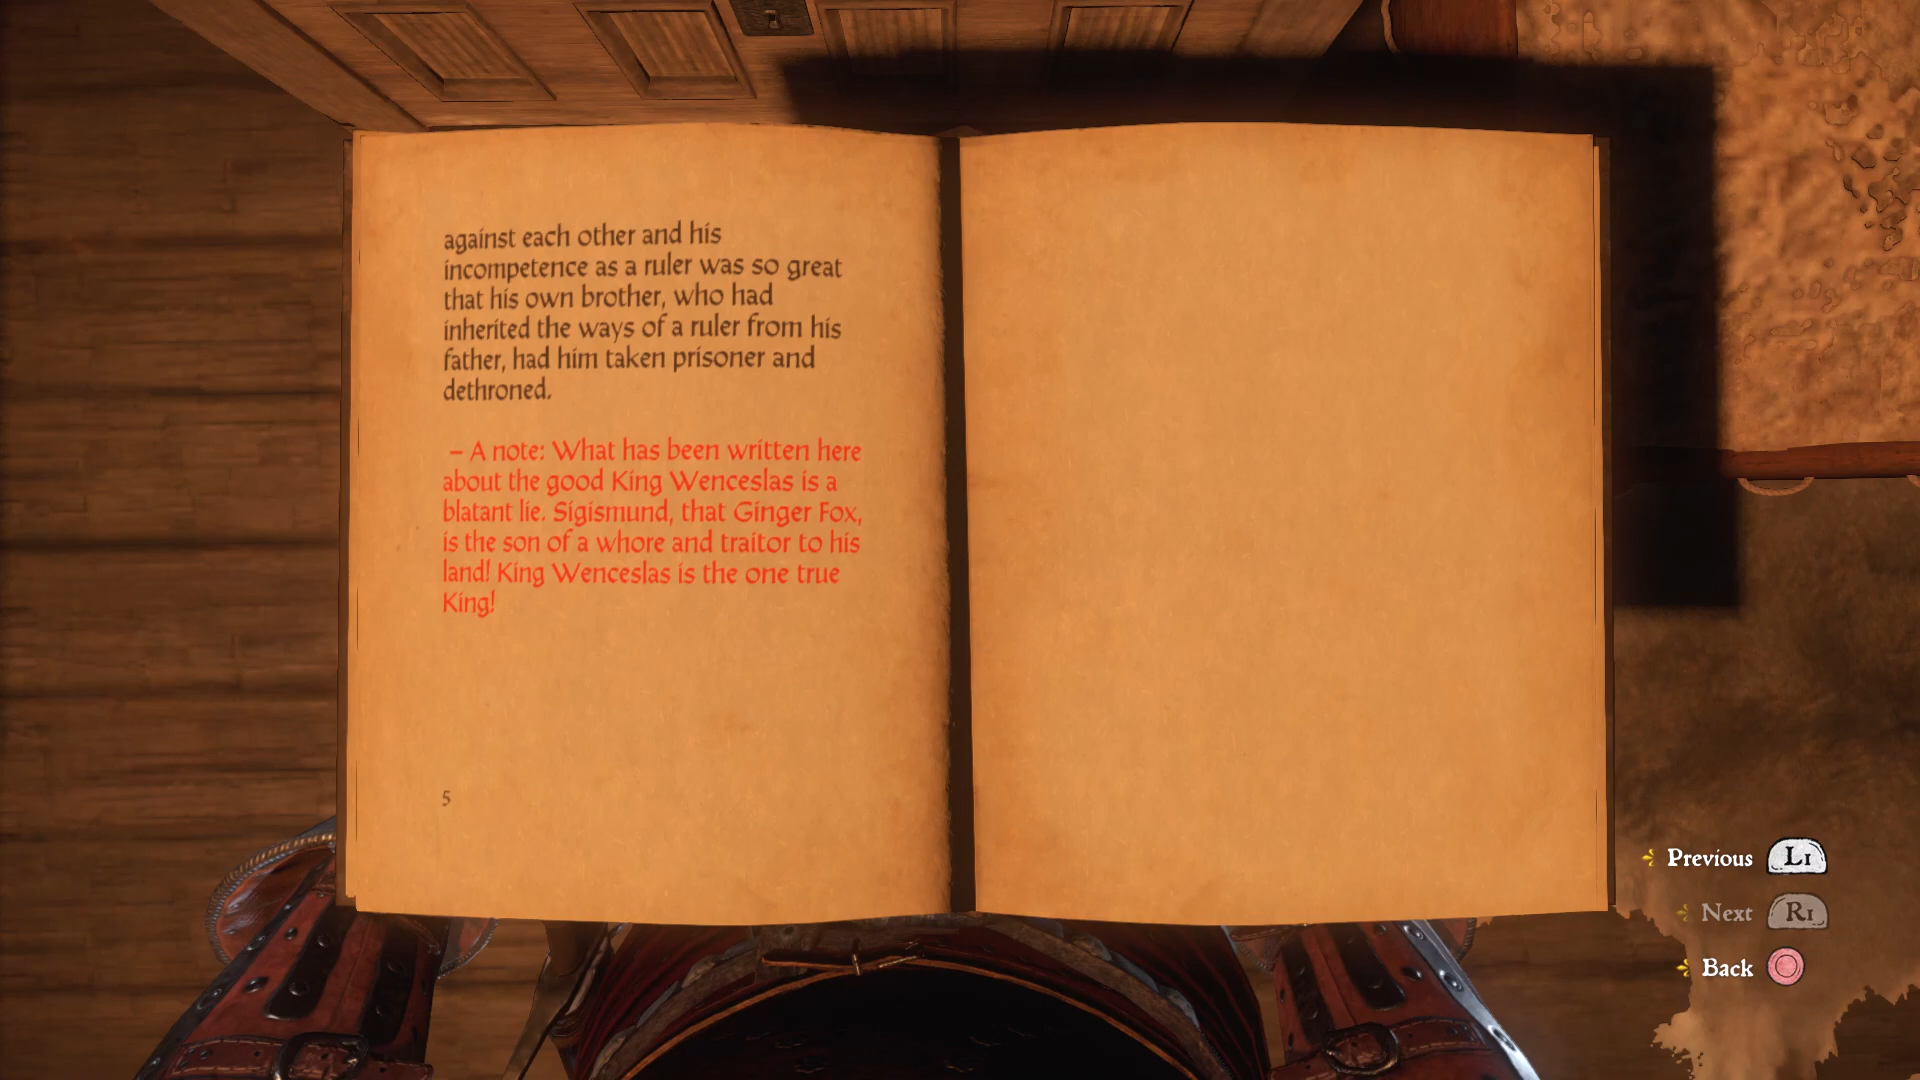 against each other and his
incompetence as a ruler was so great
that his own brother, who had
inherited the ways of a ruler from his
father, had him taken prisoner and
dethroned.
– A note: What has been written here
about the good King Wenceslas is a
blatant lie. Sigismund, that Ginger Fox,
is the son of a whore and traitor to his
land! King Wenceslas is the one true
King!
5
Previous L1
Next R1
Back